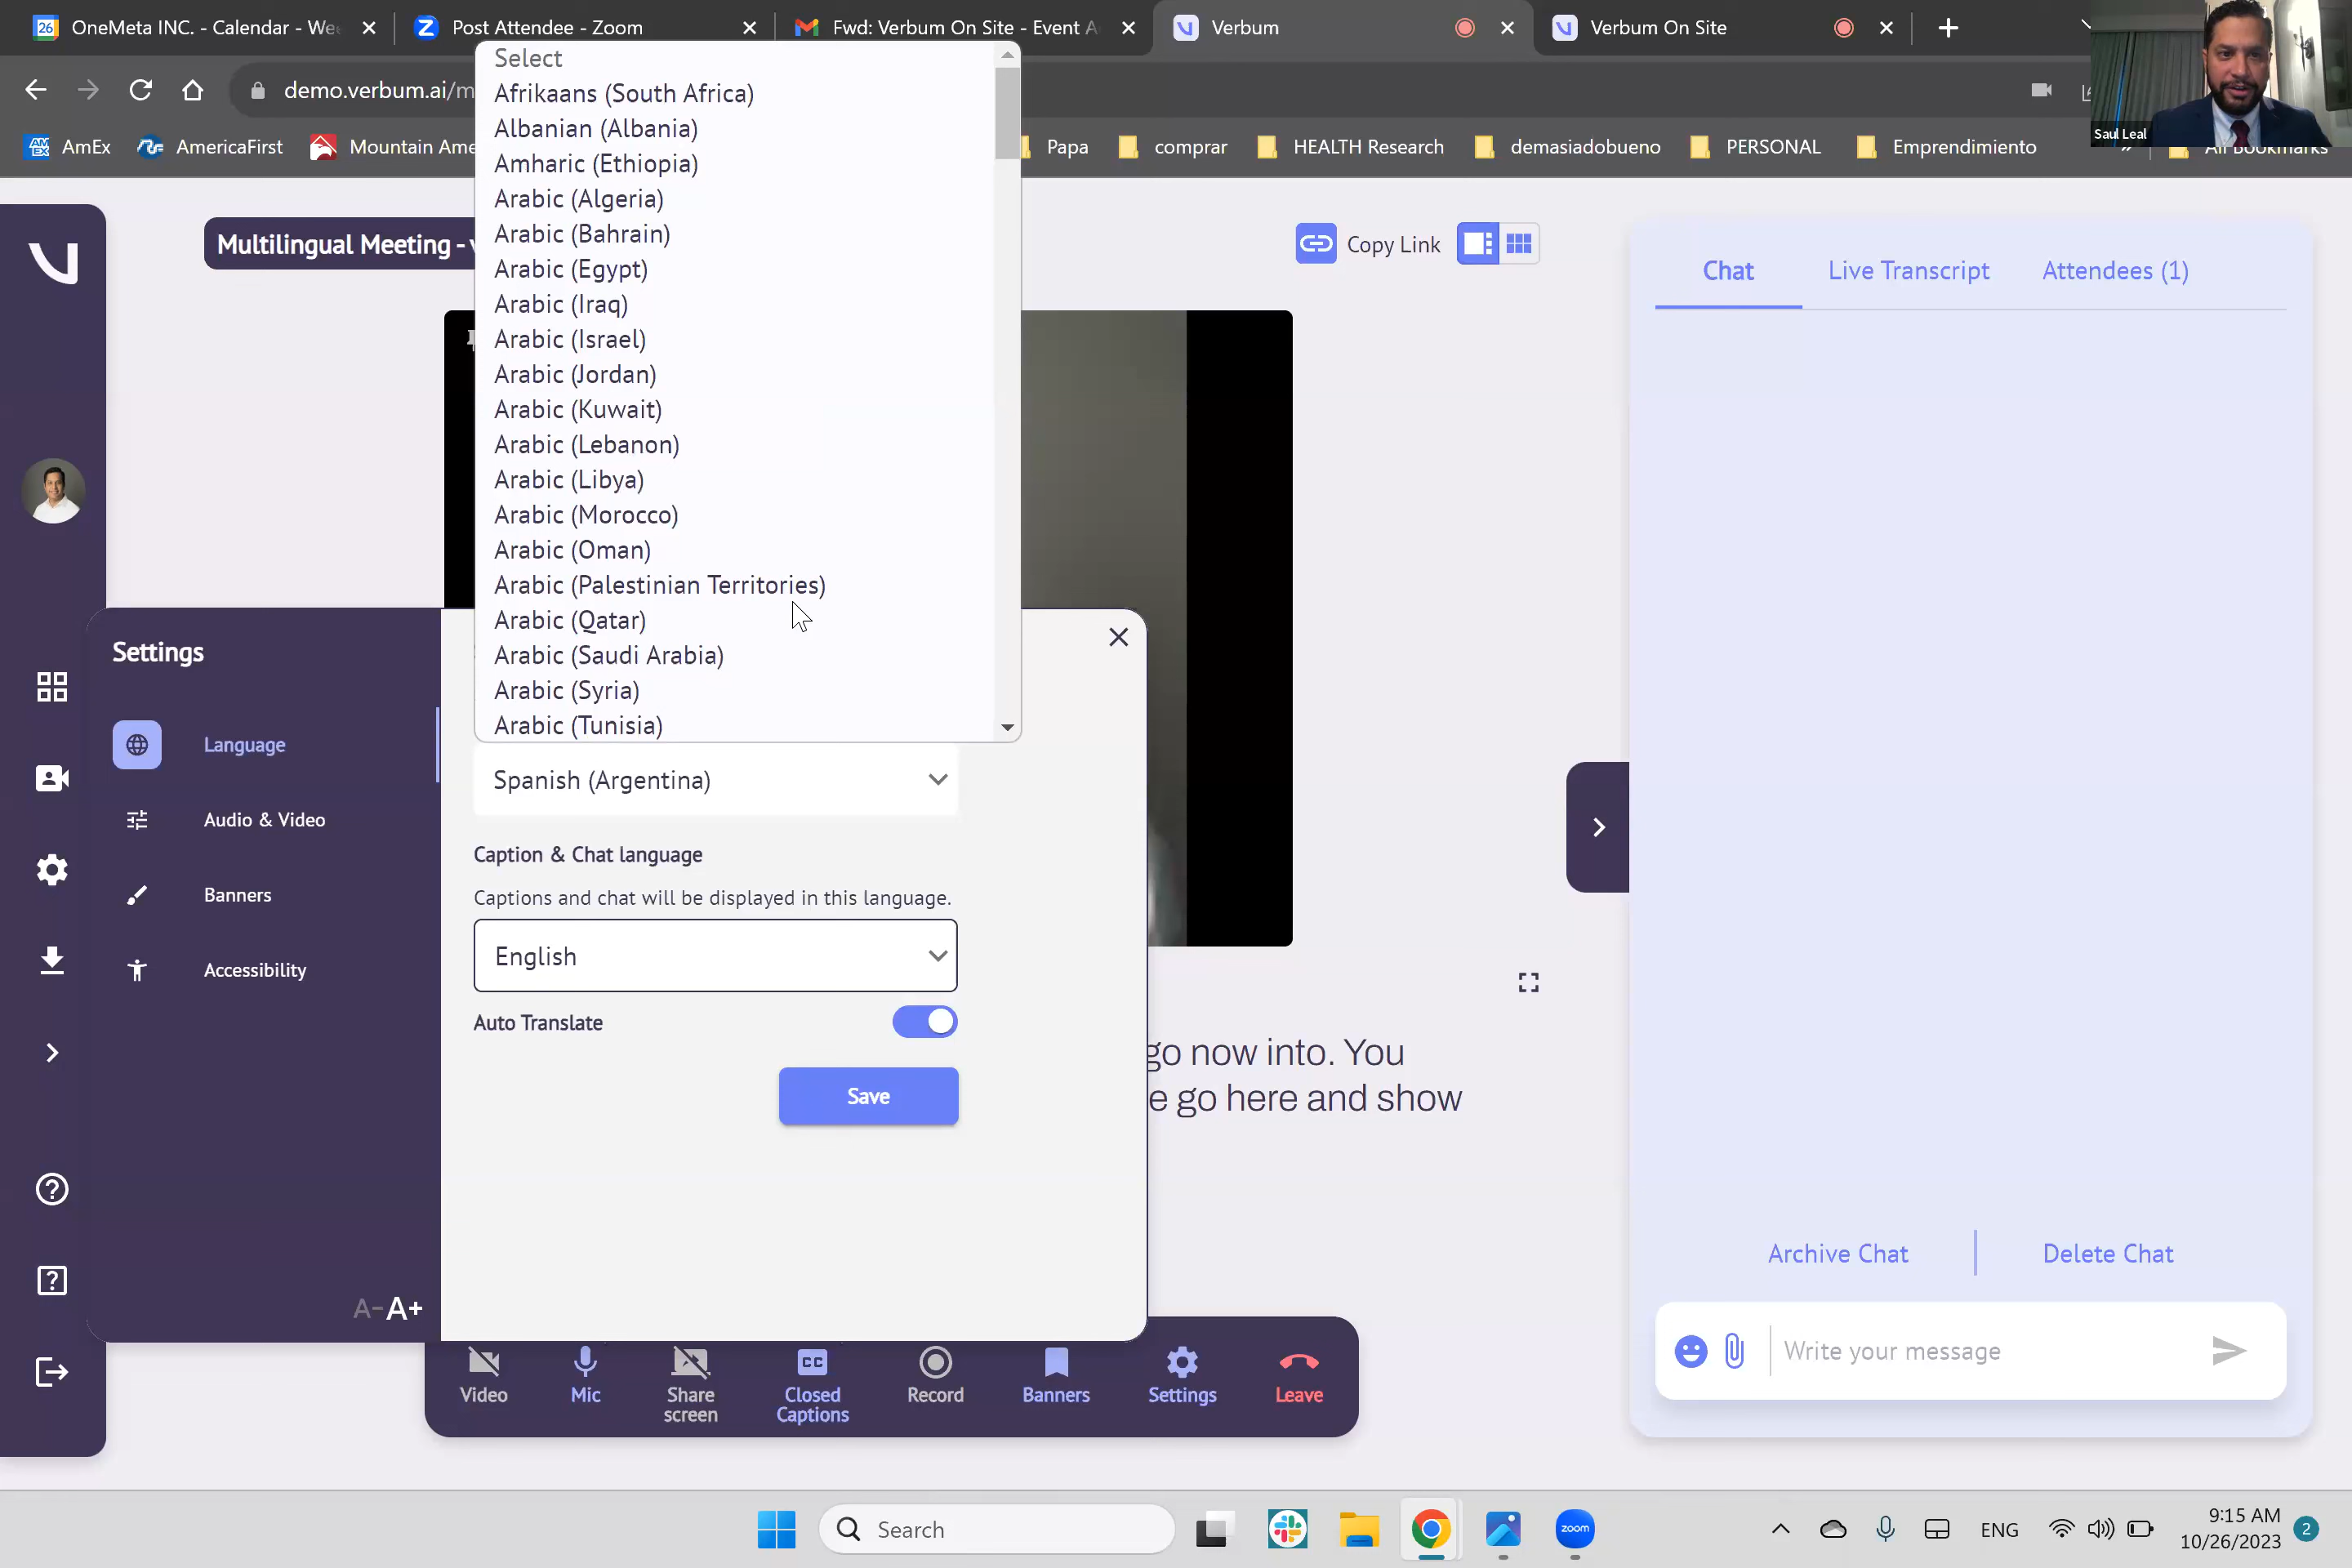 26 OneMeta INC. - Calendar - We
Post Attendee - Zoom
Fwd: Verbum On Site - Event A
Verbum
Verbum On Site
demo.verbum.ai/m
Saul Leal
AmEx
AmericaFirst
Mountain Ame
Papa
comprar
HEALTH Research
demasiadobueno
PERSONAL
Emprendimiento
All Bookmarks
Select
Afrikaans (South Africa)
Albanian (Albania)
Amharic (Ethiopia)
Arabic (Algeria)
Arabic (Bahrain)
Arabic (Egypt)
Arabic (Iraq)
Arabic (Israel)
Arabic (Jordan)
Arabic (Kuwait)
Arabic (Lebanon)
Arabic (Libya)
Arabic (Morocco)
Arabic (Oman)
Arabic (Palestinian Territories)
Arabic (Qatar)
Arabic (Saudi Arabia)
Arabic (Syria)
Arabic (Tunisia)
Multilingual Meeting -
Copy Link
Chat
Live Transcript
Attendees (1)
Settings
Language
Audio & Video
Banners
Accessibility
A- A+
Spanish (Argentina)
Caption & Chat language
Captions and chat will be displayed in this language.
English
Auto Translate
Save
go now into. You
e go here and show
Archive Chat
Delete Chat
Write your message
Video
Mic
Share
screen
CC
Closed
Captions
Record
Banners
Settings
Leave
Search
zoom
ENG
9:15 AM
10/26/2023
2